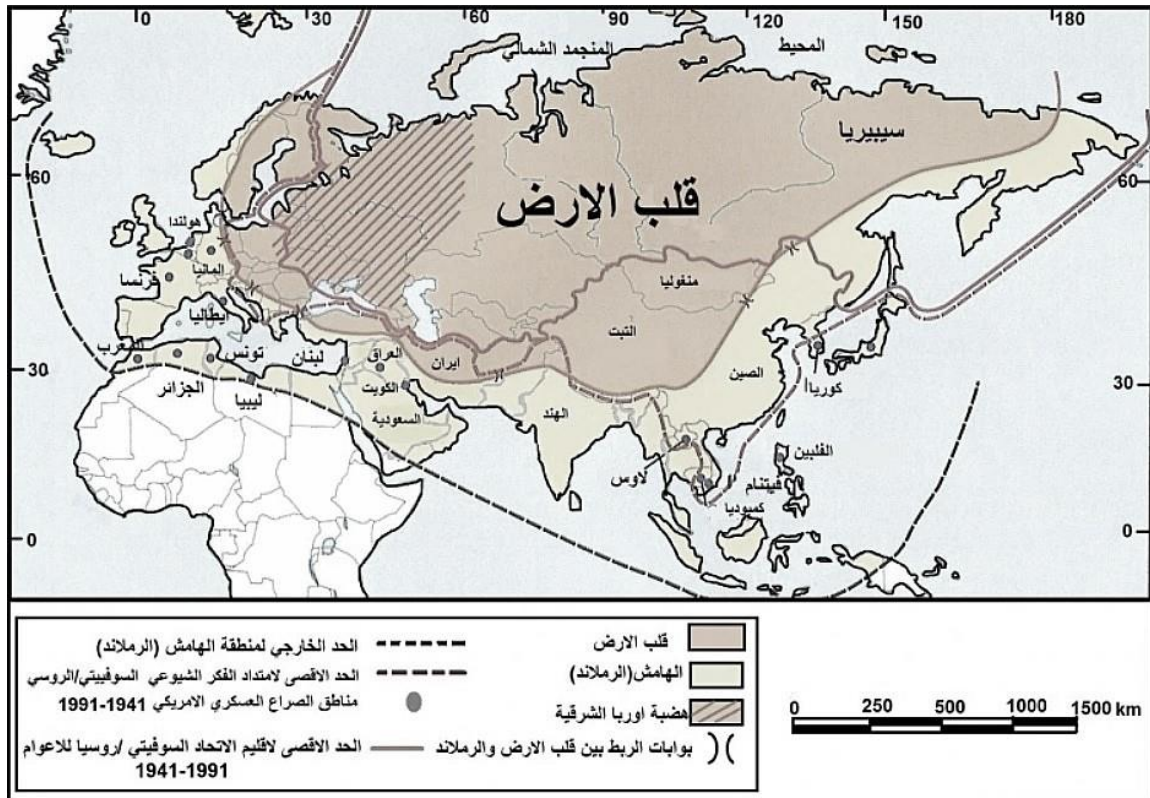 0 30 60 90 120 150 180
المحيط
المنجمد الشمالي
سيبيريا
60
60
قلب الارض
هولندا
المانيا
فرنسا
منغوليا
ايطاليا
التبت
تونس
لبنان
العراق
ايران
الصين
كوريا
30
30
الجزائر
ليبيا
الكويت
السعودية
الهند
الفلبين
لاوس
فيتنام
كمبوديا
0
0
قلب الارض
الهامش(الرملاند)
هضبة اوربا الشرقية
بوابات الربط بين قلب الارض والرملاند
الحد الخارجي لمنطقة الهامش (الرملاند)
الحد الاقصى لامتداد الفكر الشيوعي السوفييتي/الروسي
مناطق الصراع العسكري الامريكي 1941-1991
الحد الاقصى لاقليم الاتحاد السوفيتي /روسيا للاعوام
1941-1991
0 250 500 1000 1500 km